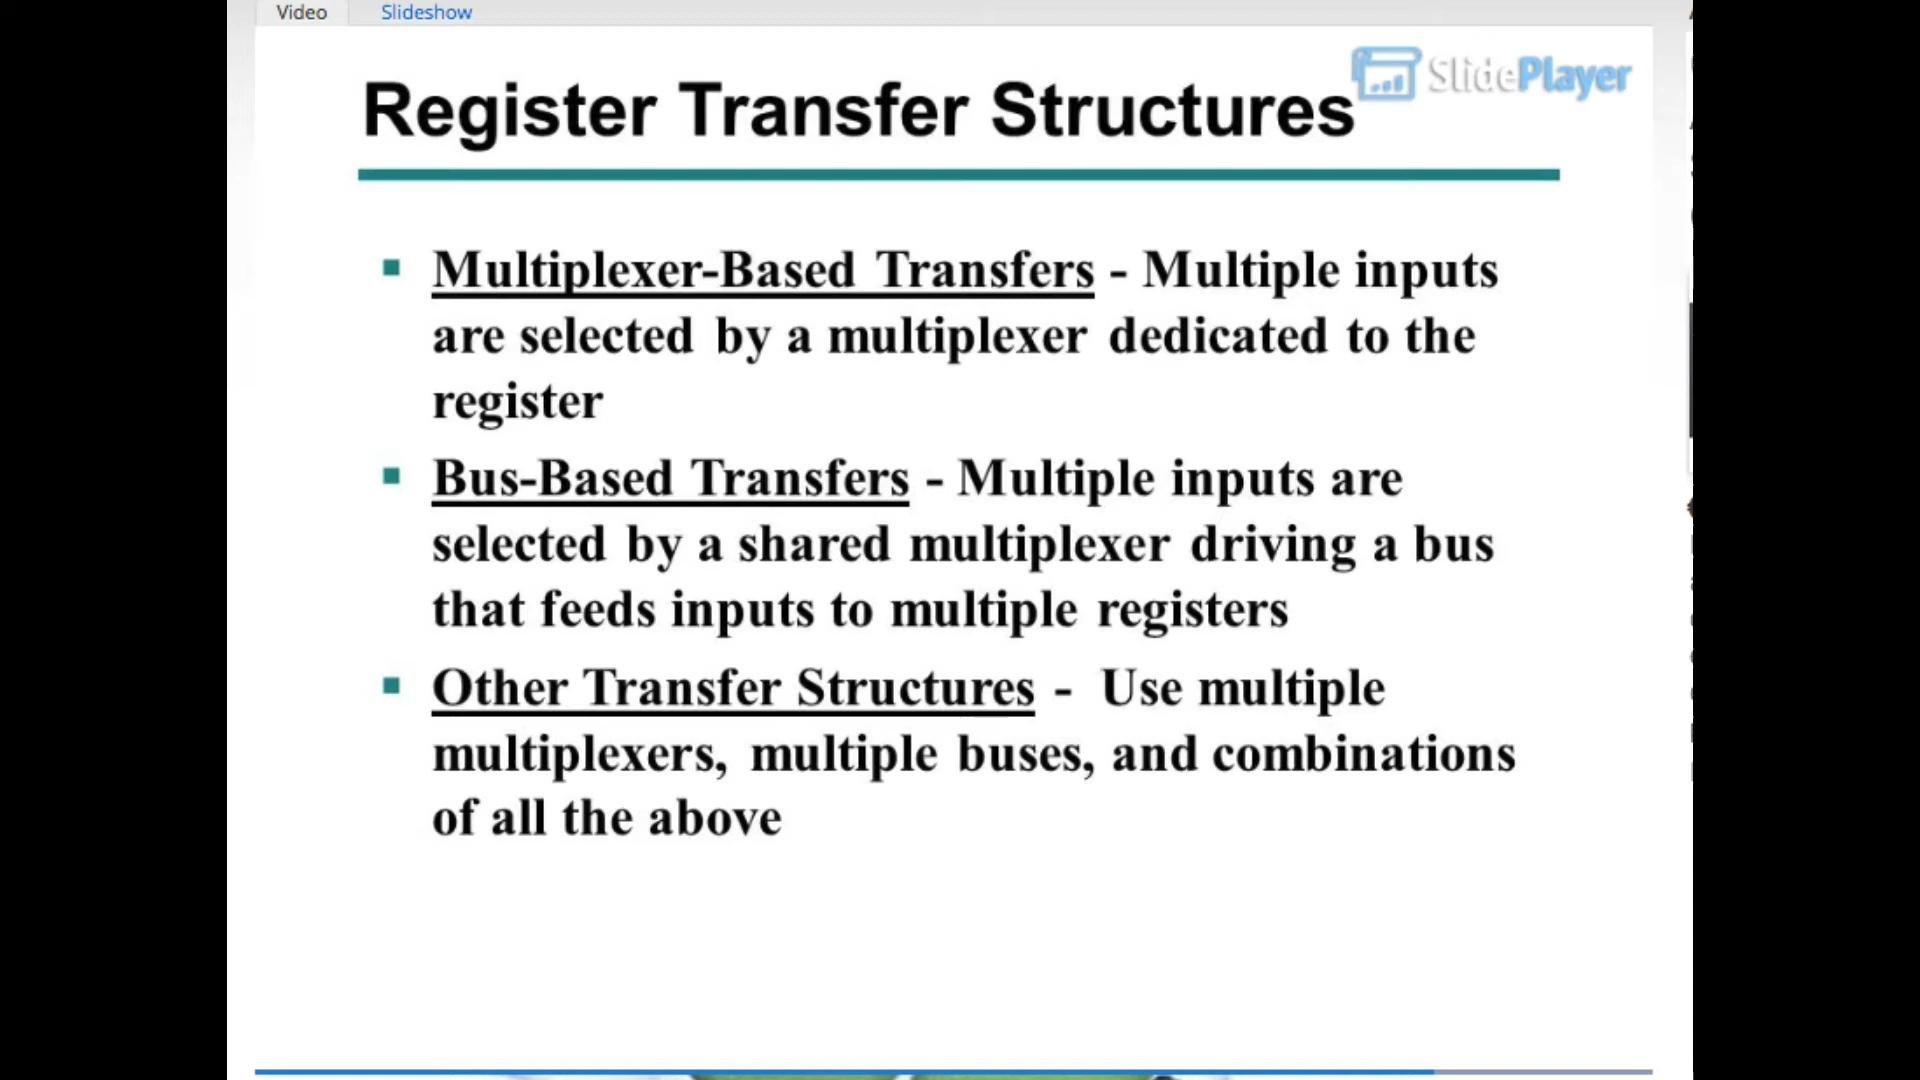 Video Slideshow
SlidePlayer
Register Transfer Structures
Multiplexer-Based Transfers - Multiple inputs
are selected by a multiplexer dedicated to the
register
Bus-Based Transfers - Multiple inputs are
selected by a shared multiplexer driving a bus
that feeds inputs to multiple registers
Other Transfer Structures - Use multiple
multiplexers, multiple buses, and combinations
of all the above